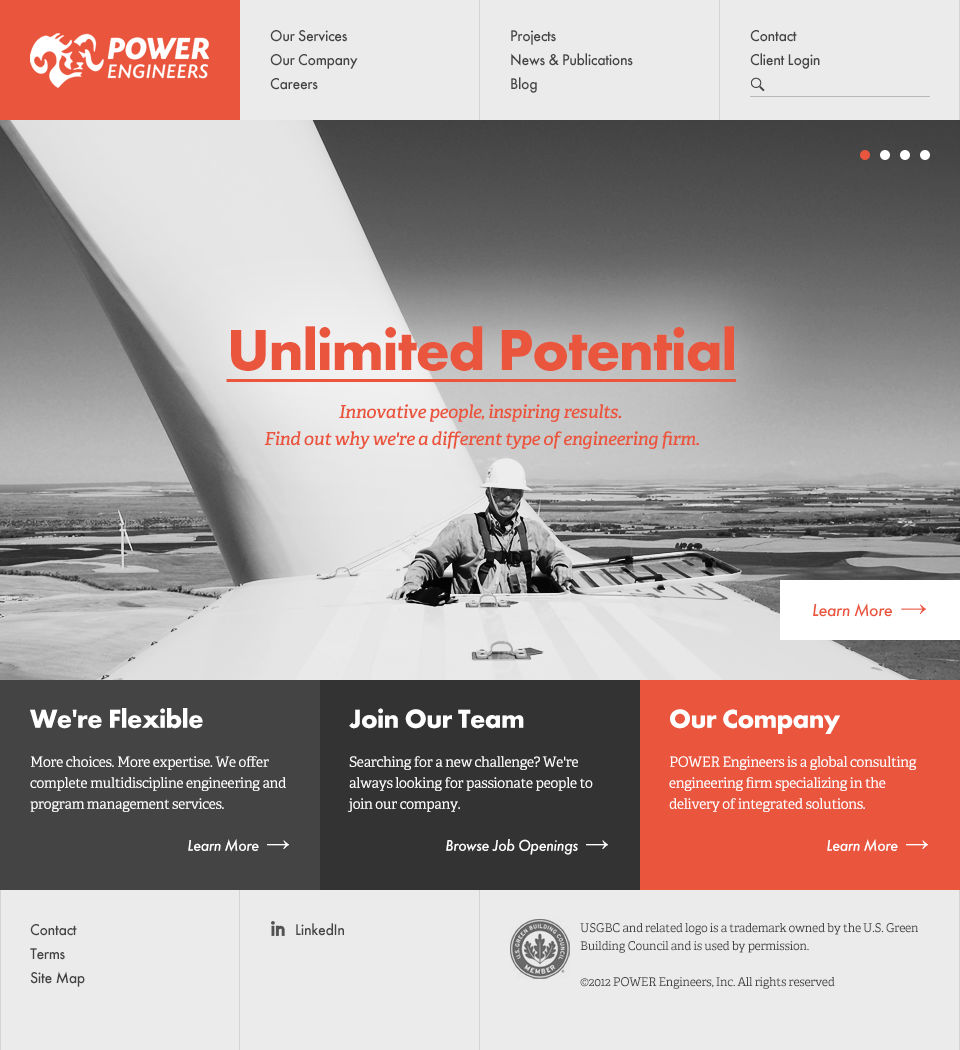 POWER
ENGINEERS
Our Services
Our Company
Careers
Projects
News & Publications
Blog
Contact
Client Login
Unlimited Potential
Innovative people, inspiring results.
Find out why we're a different type of engineering firm.
Learn More
We're Flexible
More choices. More expertise. We offer
complete multidiscipline engineering and
program management services.
Learn More
Join Our Team
Searching for a new challenge? We're
always looking for passionate people to
join our company.
Browse Job Openings
Our Company
POWER Engineers is a global consulting
engineering firm specializing in the
delivery of integrated solutions.
Learn More
Contact
Terms
Site Map
in LinkedIn
U.S. GREEN BUILDING COUNCIL
MEMBER
USGBC and related logo is a trademark owned by the U.S. Green
Building Council and is used by permission.
©2012 POWER Engineers, Inc. All rights reserved